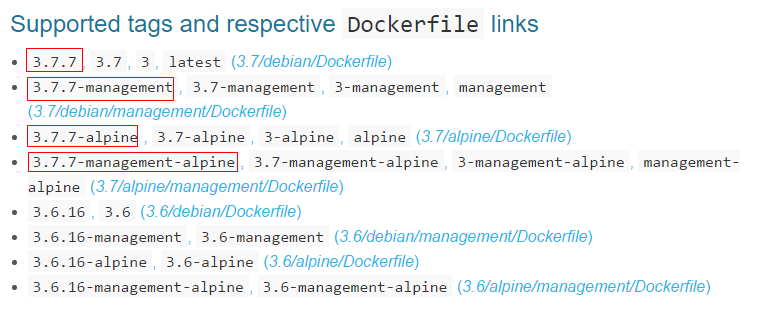 Supported tags and respective Dockerfile links
3.7.7, 3.7, 3, latest (3.7/debian/Dockerfile)
3.7.7-management, 3.7-management, 3-management, management
(3.7/debian/management/Dockerfile)
3.7.7-alpine, 3.7-alpine, 3-alpine, alpine (3.7/alpine/Dockerfile)
3.7.7-management-alpine, 3.7-management-alpine, 3-management-alpine, management-
alpine (3.7/alpine/management/Dockerfile)
3.6.16, 3.6 (3.6/debian/Dockerfile)
3.6.16-management, 3.6-management (3.6/debian/management/Dockerfile)
3.6.16-alpine, 3.6-alpine (3.6/alpine/Dockerfile)
3.6.16-management-alpine, 3.6-management-alpine (3.6/alpine/management/Dockerfile)